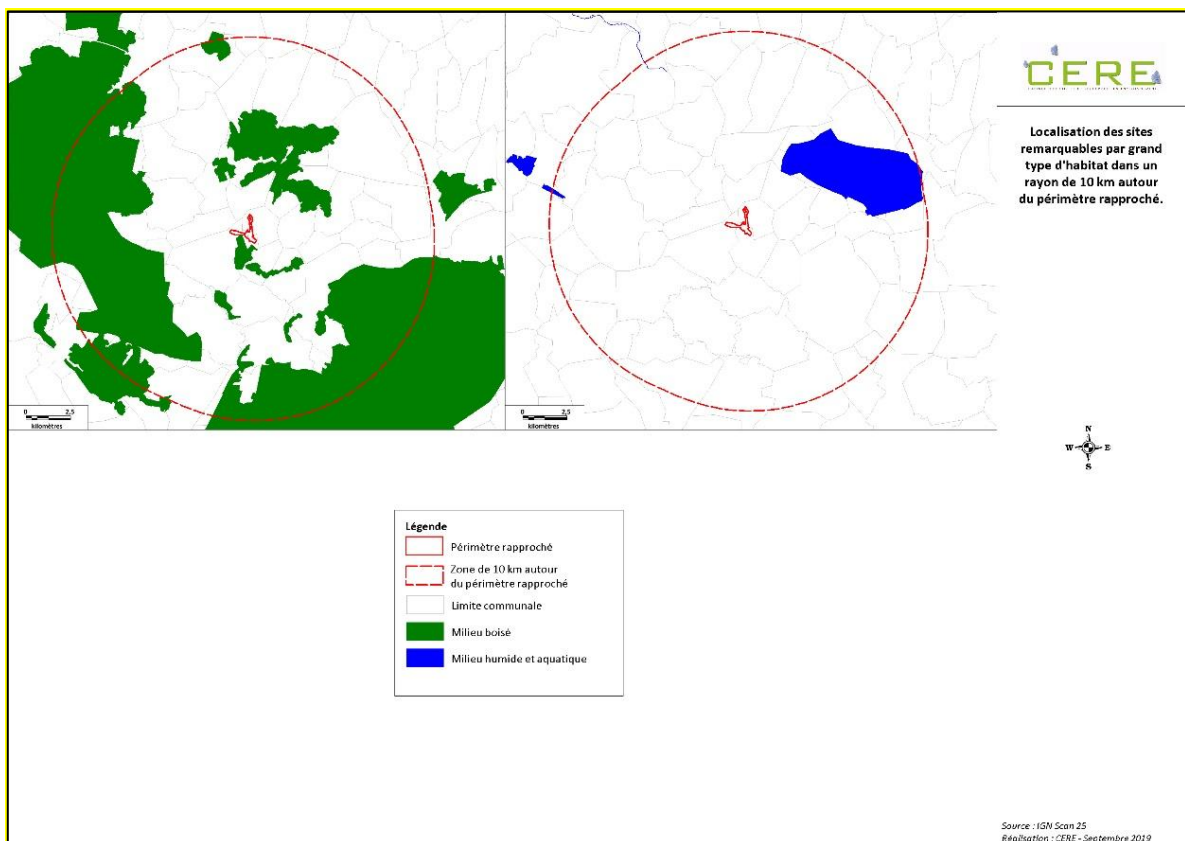 CERE
Localisation des sites
remarquables par grand
type d'habitat dans un
rayon de 10 km autour
du périmètre rapproché.
0 2,5
kilomètres
0 2,5
kilomètres
N
W E
S
Légende
Périmètre rapproché
Zone de 10 km autour
du périmètre rapproché
Limite communale
Milieu boisé
Milieu humide et aquatique
Source : IGN Scan 25
Réalisation : CERE - Septembre 2019